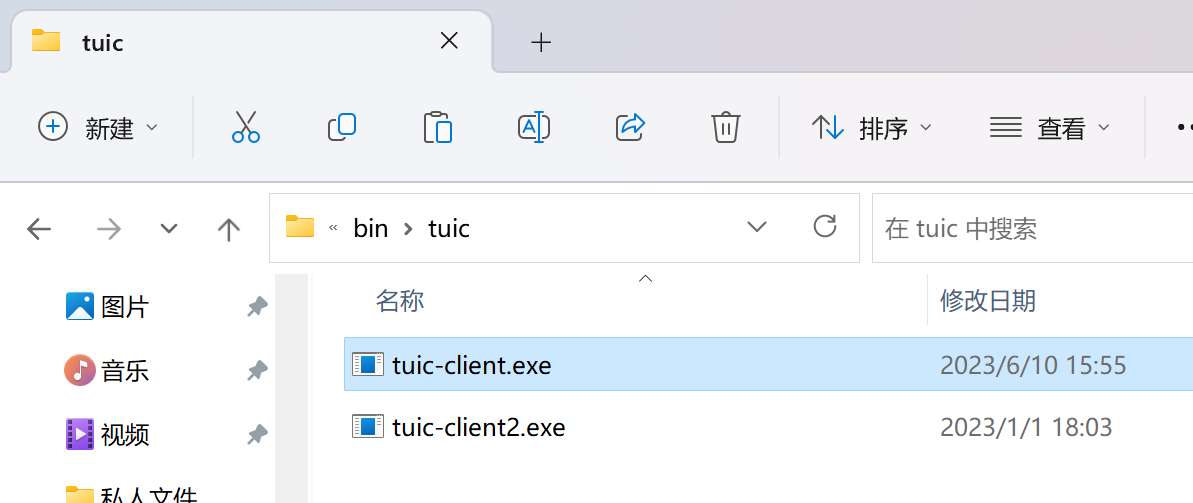 tuic
新建
排序
查看
« bin › tuic
在 tuic 中搜索
图片
音乐
视频
私人文件
名称
修改日期
tuic-client.exe
2023/6/10 15:55
tuic-client2.exe
2023/1/1 18:03